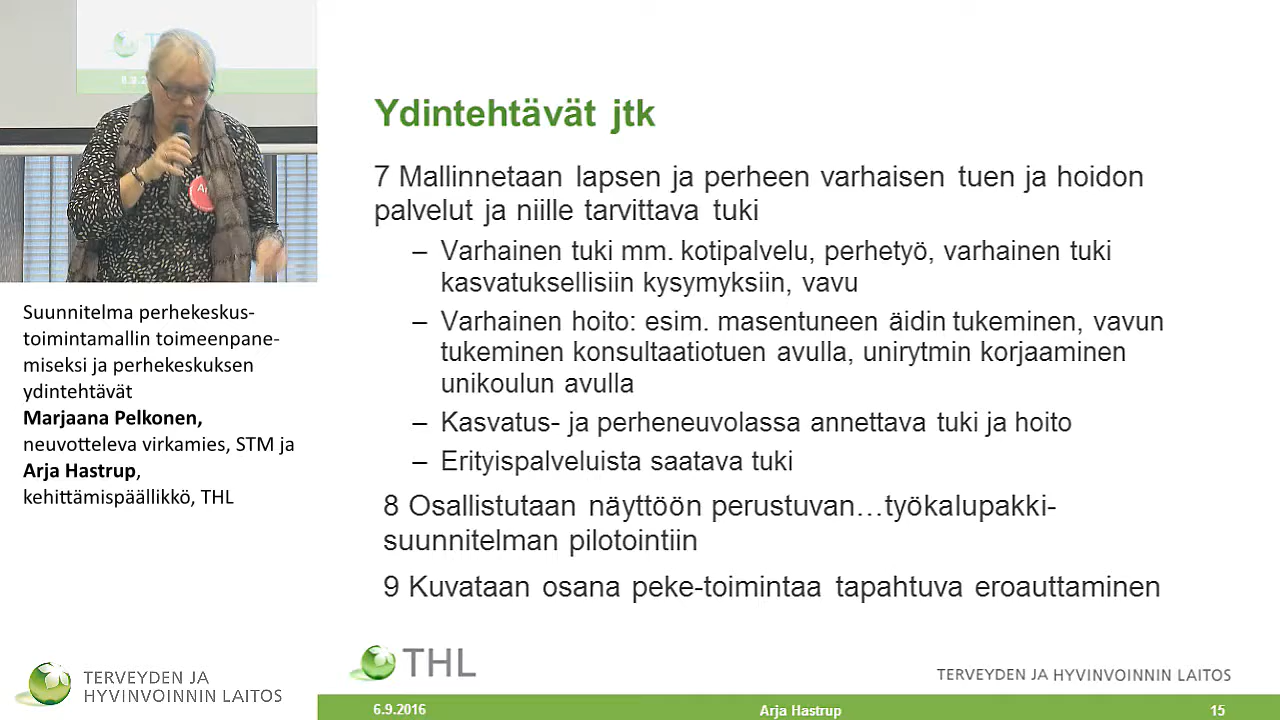 Ydintehtävät jtk
7 Mallinnetaan lapsen ja perheen varhaisen tuen ja hoidon
palvelut ja niille tarvittava tuki
– Varhainen tuki mm. kotipalvelu, perhetyö, varhainen tuki
kasvatuksellisiin kysymyksiin, vavu
– Varhainen hoito: esim. masentuneen äidin tukeminen, vavun
tukeminen konsultaatiotuen avulla, unirytmin korjaaminen
unikoulun avulla
– Kasvatus- ja perheneuvolassa annettava tuki ja hoito
– Erityispalveluista saatava tuki
8 Osallistutaan näyttöön perustuvan…työkalupakki-
suunnitelman pilotointiin
9 Kuvataan osana peke-toimintaa tapahtuva eroauttaminen
THL
TERVEYDEN JA HYVINVOINNIN LAITOS
6.9.2016
Arja Hastrup
15
Suunnitelma perhekeskus-
toimintamallin toimeenpane-
miseksi ja perhekeskuksen
ydintehtävät
Marjaana Pelkonen,
neuvotteleva virkamies, STM ja
Arja Hastrup,
kehittämispäällikkö, THL
TERVEYDEN JA
HYVINVOINNIN LAITOS